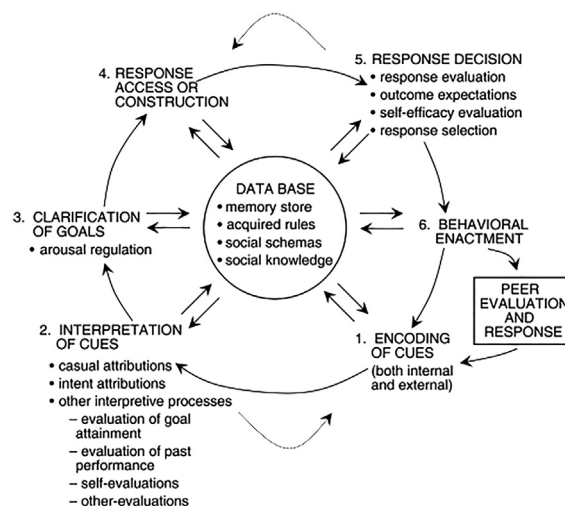 4. RESPONSE
ACCESS OR
CONSTRUCTION
5. RESPONSE DECISION
• response evaluation
• outcome expectations
• self-efficacy evaluation
• response selection
DATA BASE
• memory store
• acquired rules
• social schemas
• social knowledge
3. CLARIFICATION
OF GOALS
• arousal regulation
6. BEHAVIORAL
ENACTMENT
PEER
EVALUATION
AND
RESPONSE
2. INTERPRETATION
OF CUES
• casual attributions
• intent attributions
• other interpretive processes
– evaluation of goal
attainment
– evaluation of past
performance
– self-evaluations
– other-evaluations
1. ENCODING
OF CUES
(both internal
and external)